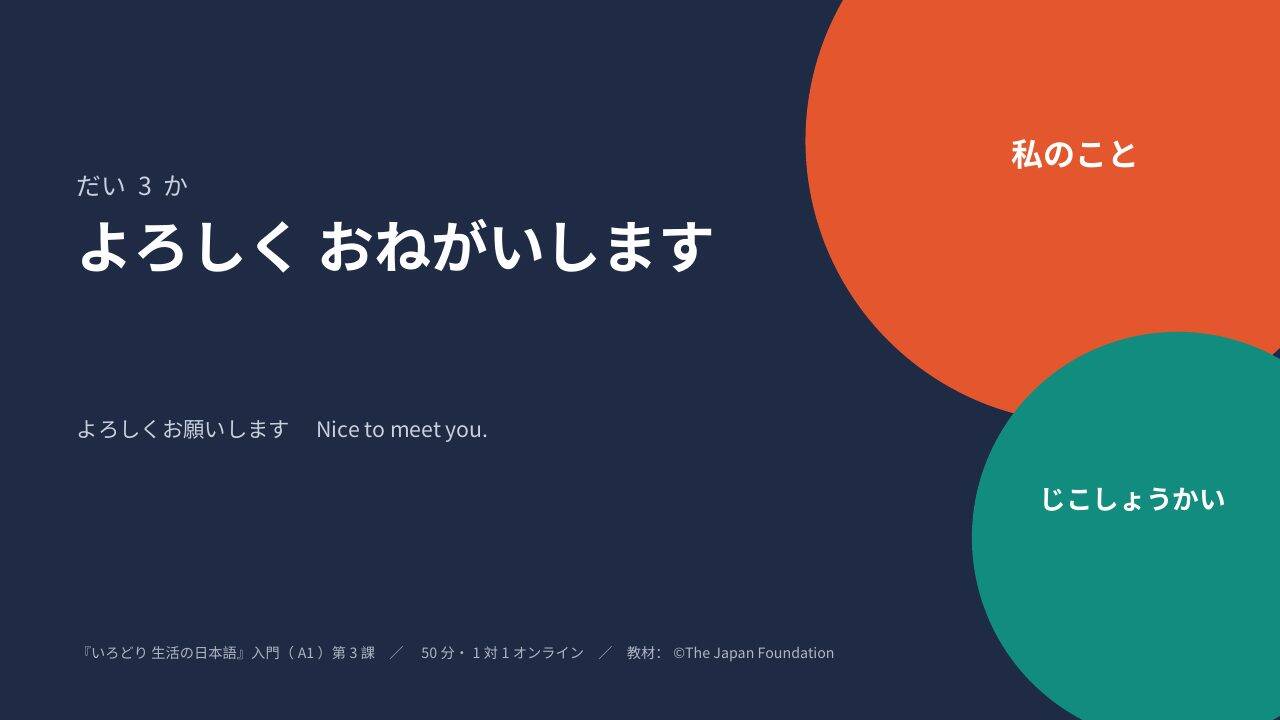 だい 3 か
よろしく おねがいします
よろしくお願いします　Nice to meet you.
『いろどり 生活の日本語』入門（ A1 ）第 3 課　／　50 分・ 1 対 1 オンライン　／　教材： ©The Japan Foundation
私のこと
じこしょうかい